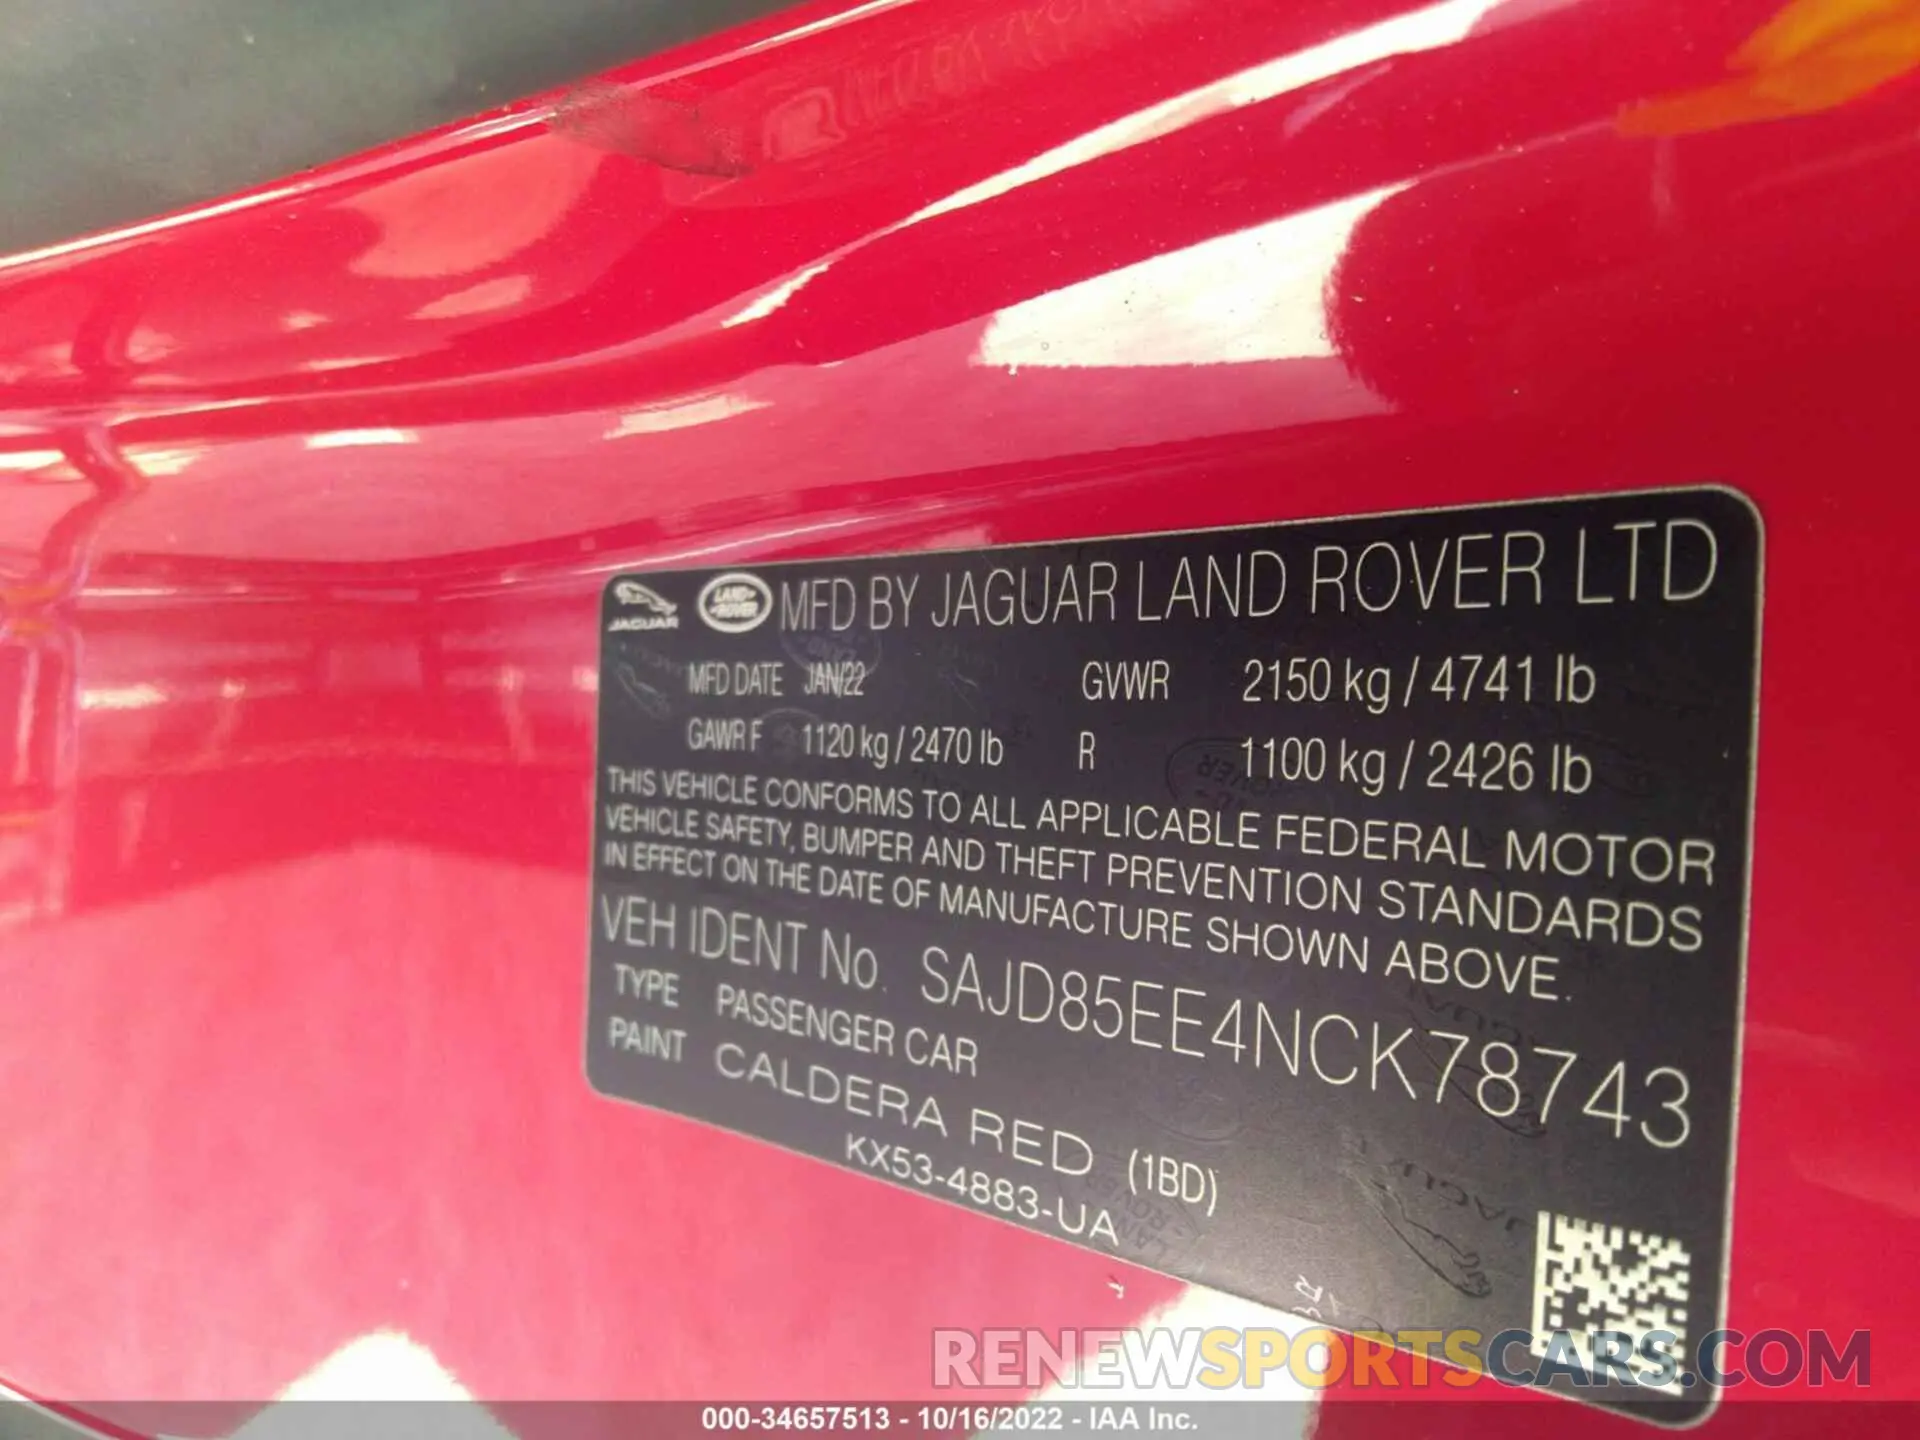 JAGUAR LAND ROVER MFD BY JAGUAR LAND ROVER LTD
MFD DATE JAN/22 GVWR 2150 kg / 4741 lb
GAWR F 1120 kg / 2470 lb R 1100 kg / 2426 lb
THIS VEHICLE CONFORMS TO ALL APPLICABLE FEDERAL MOTOR
VEHICLE SAFETY, BUMPER AND THEFT PREVENTION STANDARDS
IN EFFECT ON THE DATE OF MANUFACTURE SHOWN ABOVE.
VEH IDENT No. SAJD85EE4NCK78743
TYPE PASSENGER CAR
PAINT CALDERA RED (1BD)
KX53-4883-UA
RENEWSPORTSCARS.COM
000-34657513 - 10/16/2022 - IAA Inc.